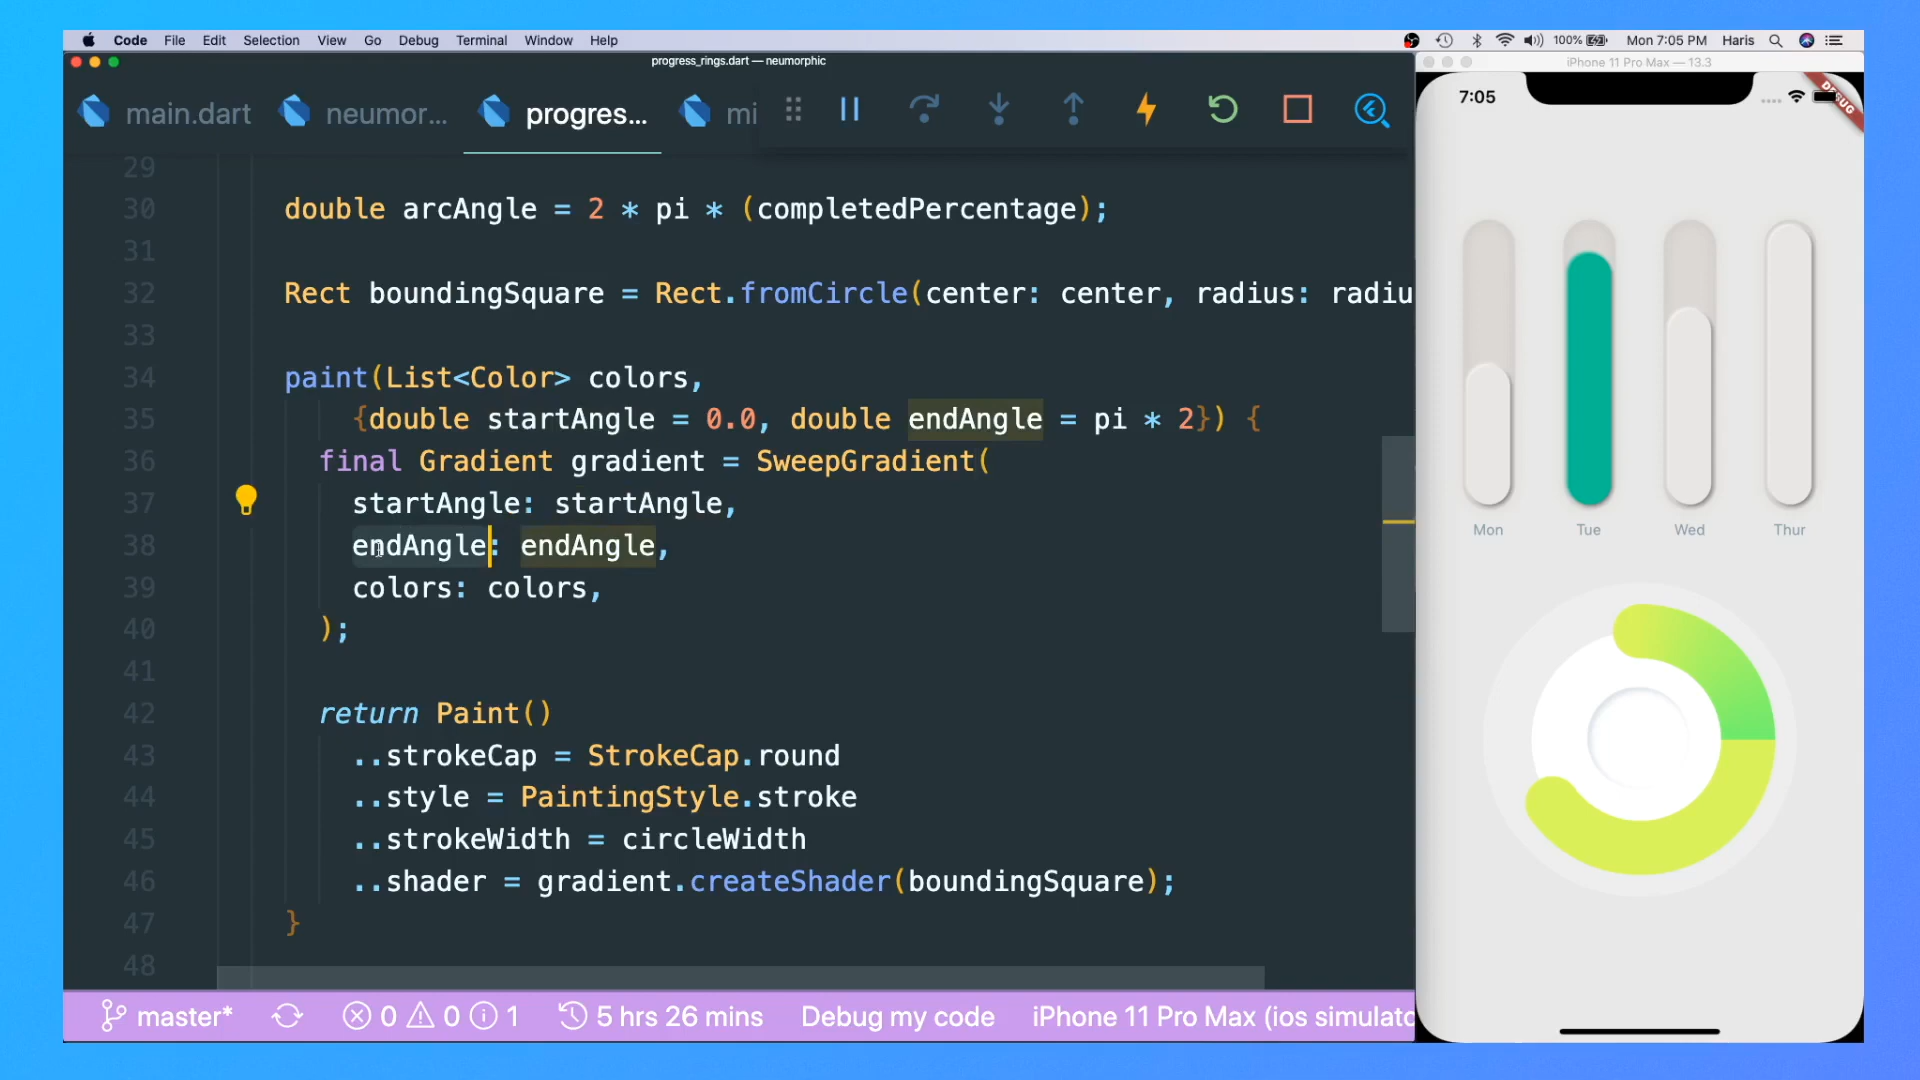 Code File Edit Selection View Go Debug Terminal Window Help
100% Mon 7:05 PM Haris
progress_rings.dart — neumorphic
main.dart neumor... progres... mi
29
30 double arcAngle = 2 * pi * (completedPercentage);
31
32 Rect boundingSquare = Rect.fromCircle(center: center, radius: radiu
33
34 paint(List<Color> colors,
35 {double startAngle = 0.0, double endAngle = pi * 2}) {
36 final Gradient gradient = SweepGradient(
37 startAngle: startAngle,
38 endAngle: endAngle,
39 colors: colors,
40 );
41
42 return Paint()
43 ..strokeCap = StrokeCap.round
44 ..style = PaintingStyle.stroke
45 ..strokeWidth = circleWidth
46 ..shader = gradient.createShader(boundingSquare);
47 }
48
master* 0 0 1 5 hrs 26 mins Debug my code iPhone 11 Pro Max (ios simulato
iPhone 11 Pro Max — 13.3
7:05
DEBUG
Mon Tue Wed Thur